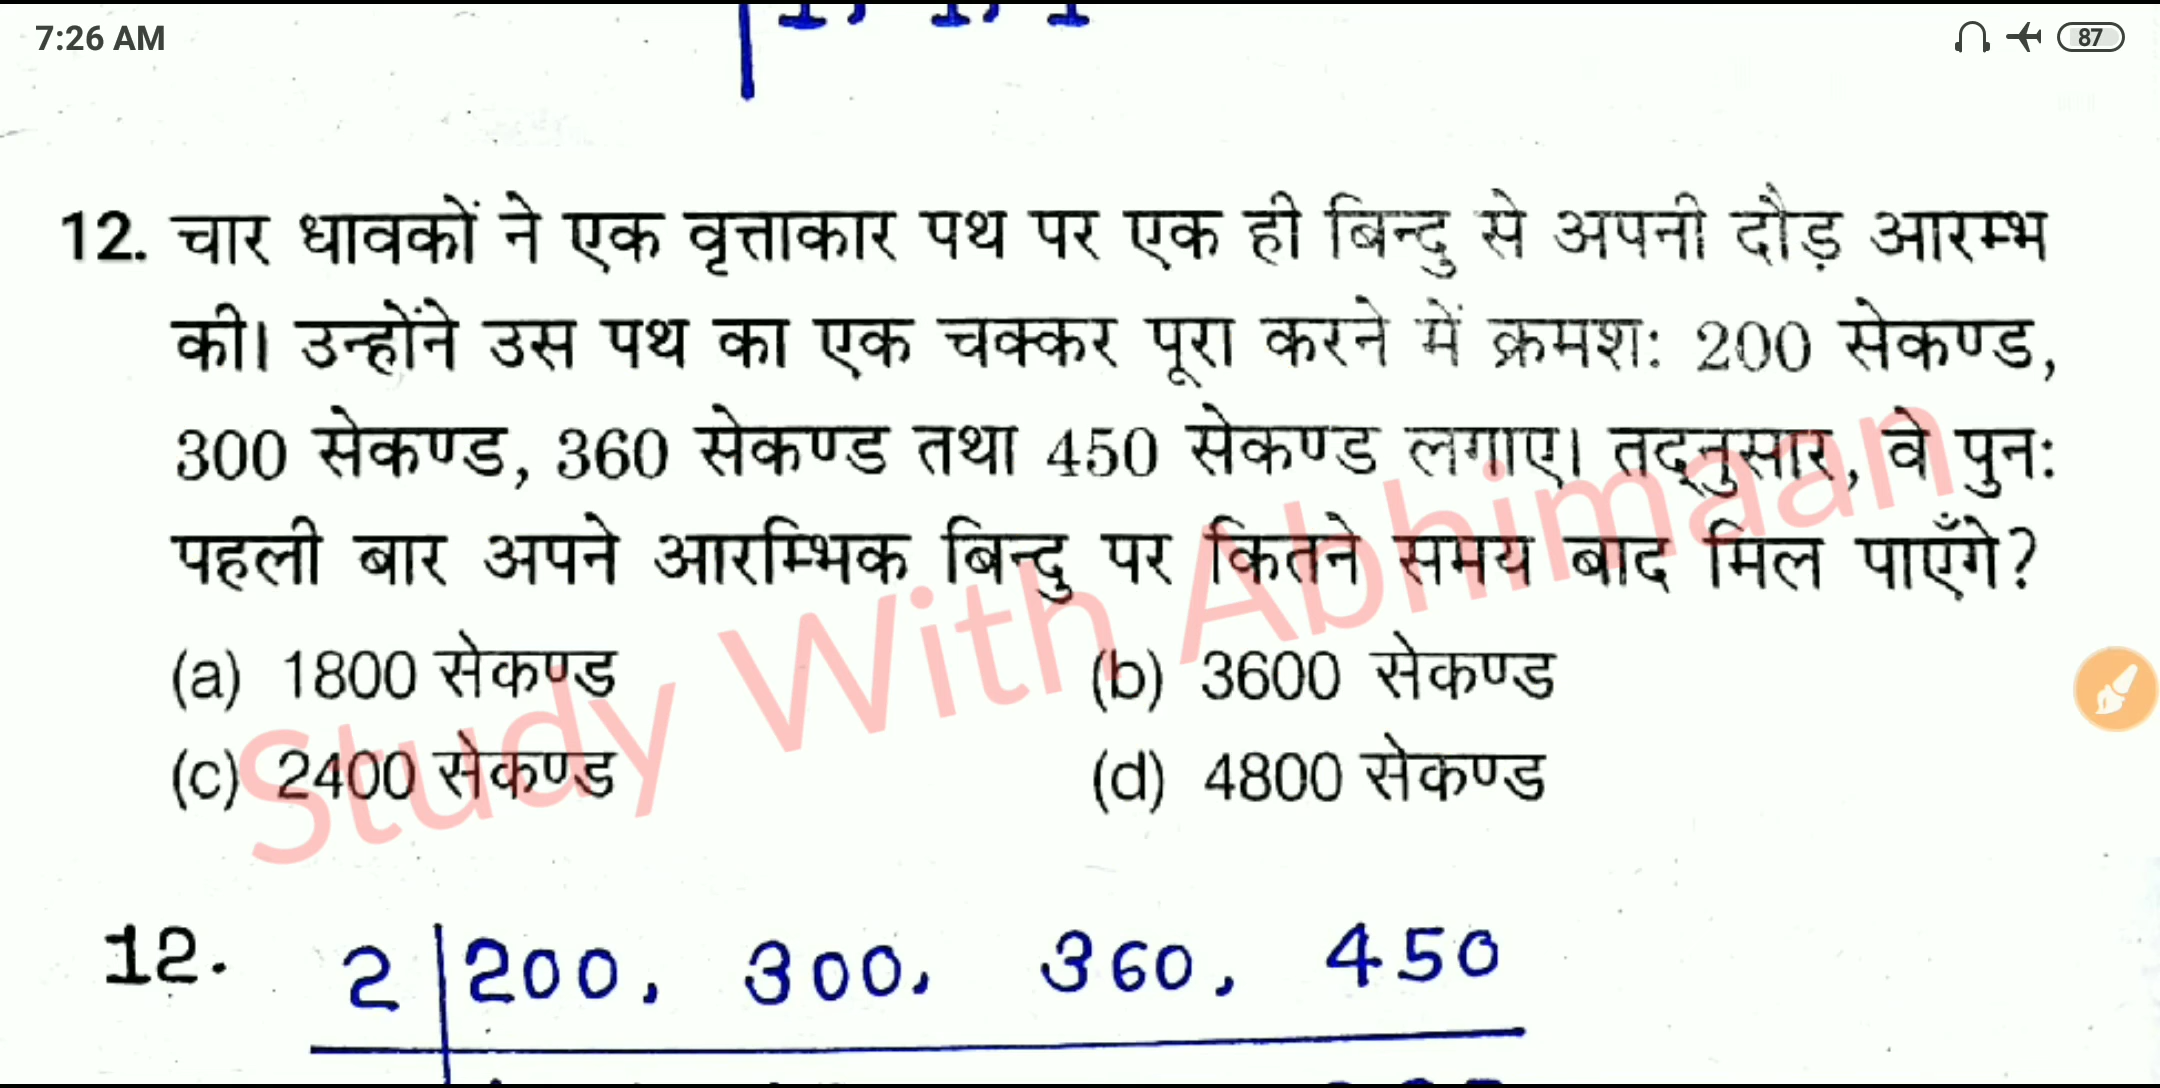 7:26 AM
87
12. चार धावकों ने एक वृत्ताकार पथ पर एक ही बिन्दु से अपनी दौड़ आरम्भ
की। उन्होंने उस पथ का एक चक्कर पूरा करने में क्रमश: 200 सेकण्ड,
300 सेकण्ड, 360 सेकण्ड तथा 450 सेकण्ड लगाए। तद्नुसार, वे पुन:
पहली बार अपने आरम्भिक बिन्दु पर कितने समय बाद मिल पाएँगे?
(a) 1800 सेकण्ड (b) 3600 सेकण्ड
(c) 2400 सेकण्ड (d) 4800 सेकण्ड
Study With Abhimaan
12. 2 200, 300, 360, 450